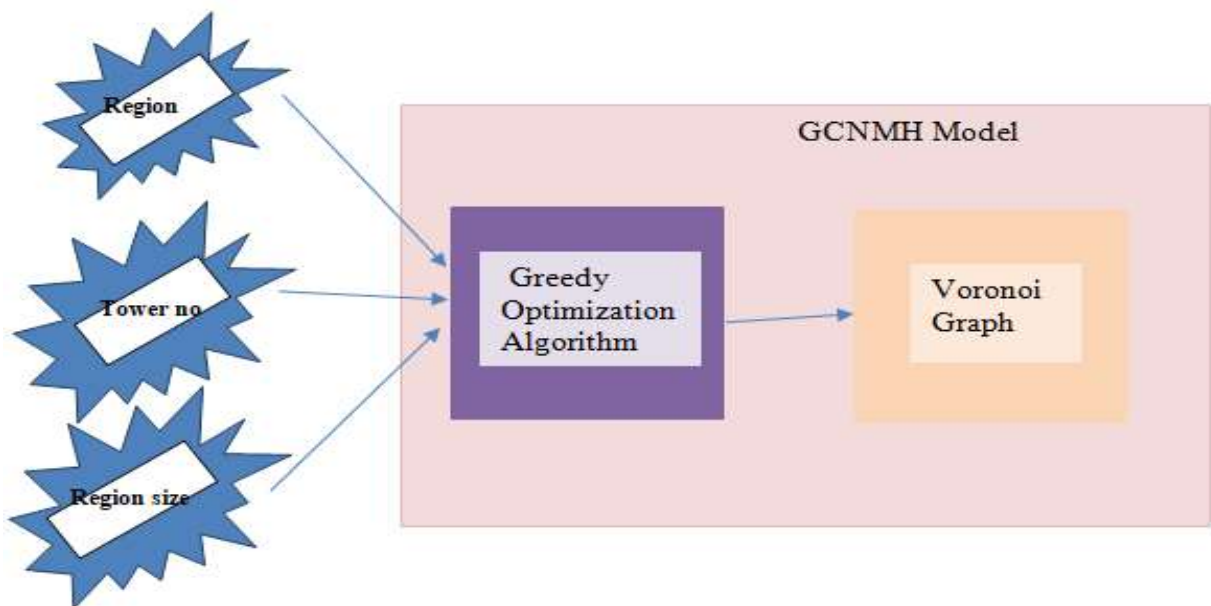 Region
Tower no
Region size
GCNMH Model
Greedy
Optimization
Algorithm
Voronoi
Graph